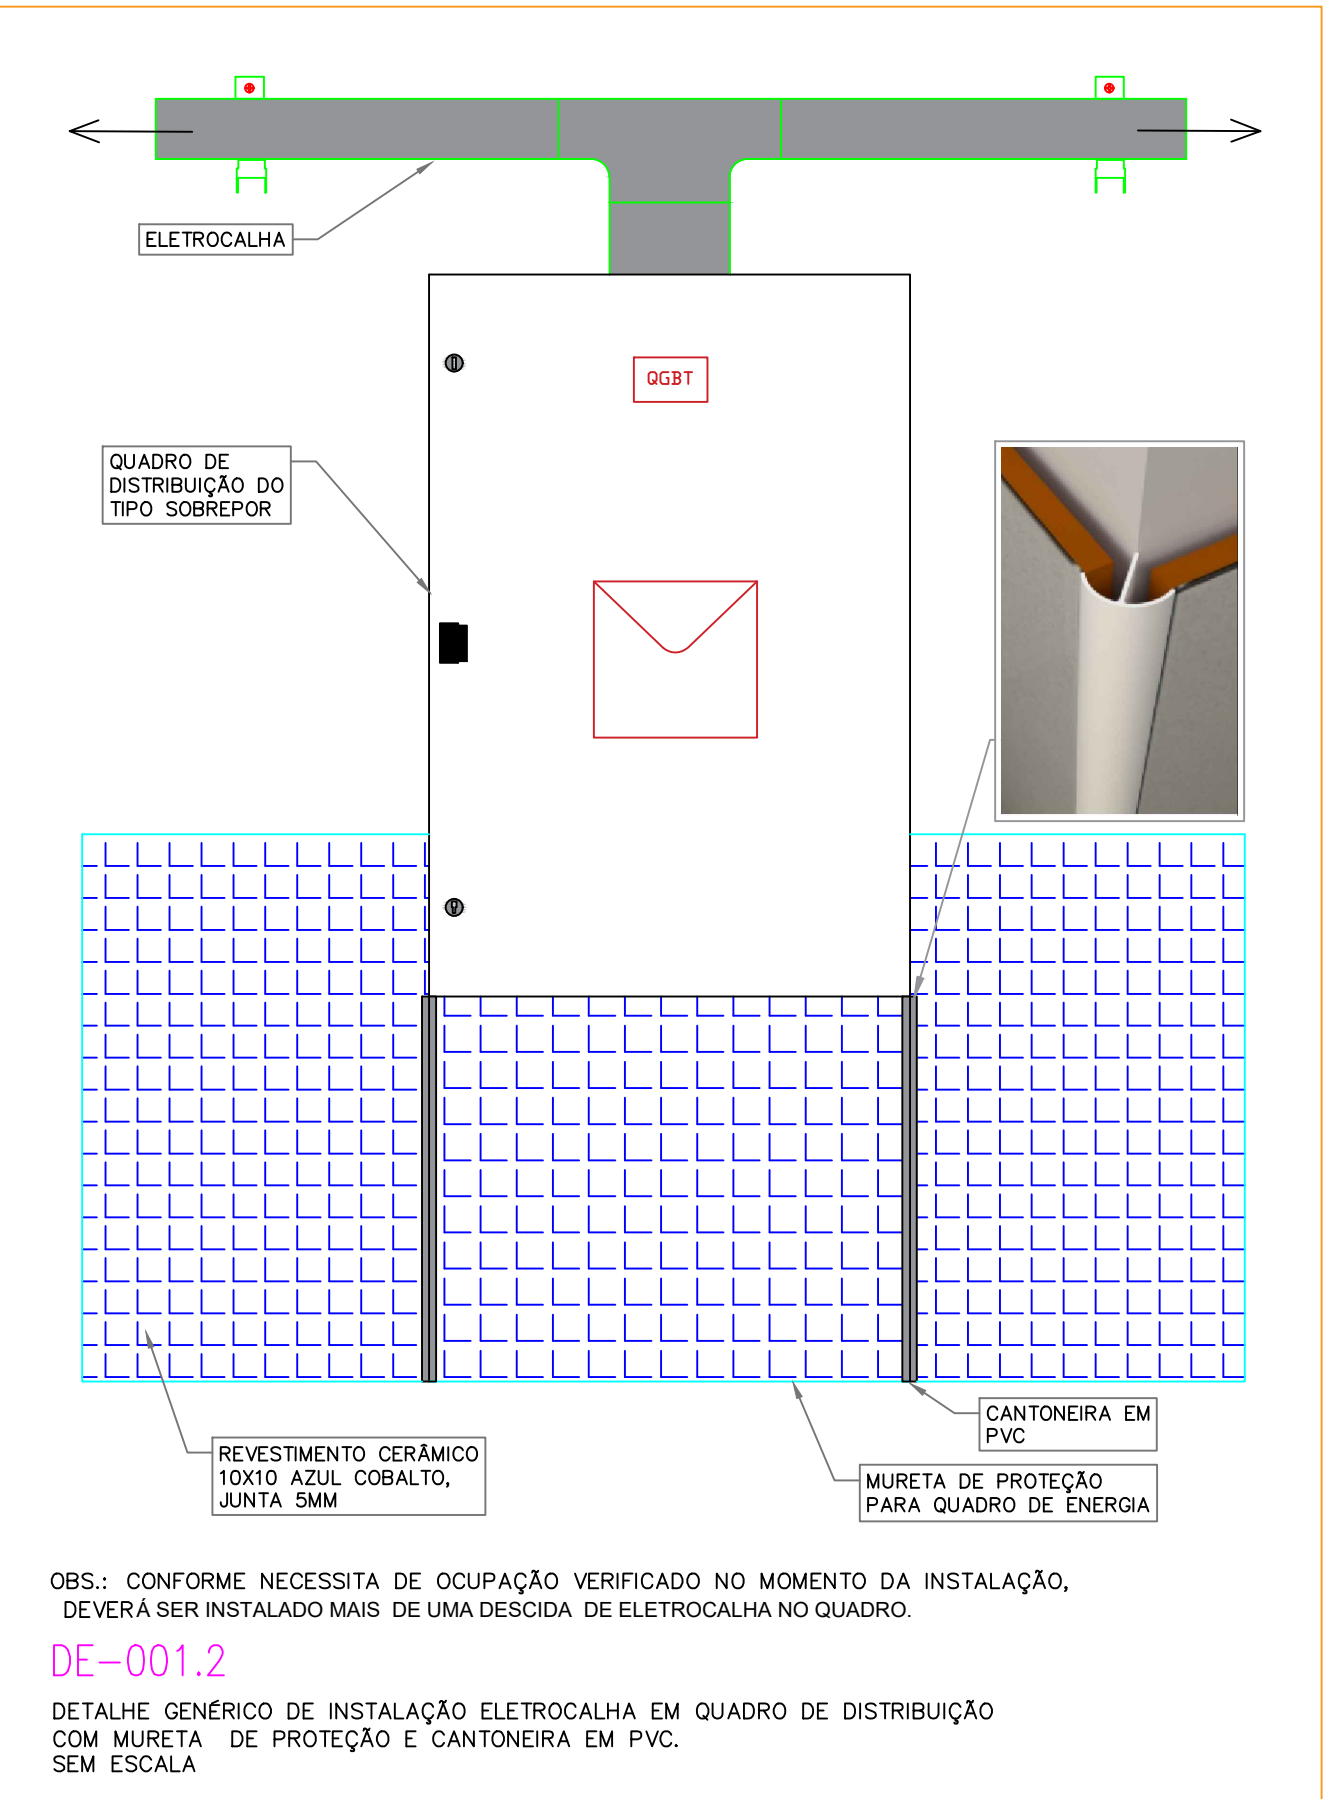 ELETROCALHA
QGBT
QUADRO DE
DISTRIBUIÇÃO DO
TIPO SOBREPOR
CANTONEIRA EM
PVC
REVESTIMENTO CERÂMICO
10X10 AZUL COBALTO,
JUNTA 5MM
MURETA DE PROTEÇÃO
PARA QUADRO DE ENERGIA
OBS.: CONFORME NECESSITA DE OCUPAÇÃO VERIFICADO NO MOMENTO DA INSTALAÇÃO,
DEVERÁ SER INSTALADO MAIS DE UMA DESCIDA DE ELETROCALHA NO QUADRO.
DE-001.2
DETALHE GENÉRICO DE INSTALAÇÃO ELETROCALHA EM QUADRO DE DISTRIBUIÇÃO
COM MURETA DE PROTEÇÃO E CANTONEIRA EM PVC.
SEM ESCALA